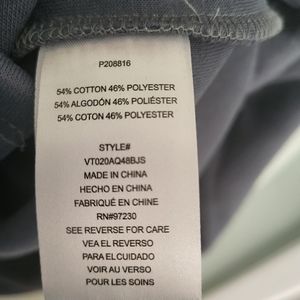 P208816
54% COTTON 46% POLYESTER
54% ALGODÓN 46% POLIÉSTER
54% COTON 46% POLYESTER
STYLE#
VT020AQ48BJS
MADE IN CHINA
HECHO EN CHINA
FABRIQUÉ EN CHINE
RN#97230
SEE REVERSE FOR CARE
VEA EL REVERSO
PARA EL CUIDADO
VOIR AU VERSO
POUR LES SOINS